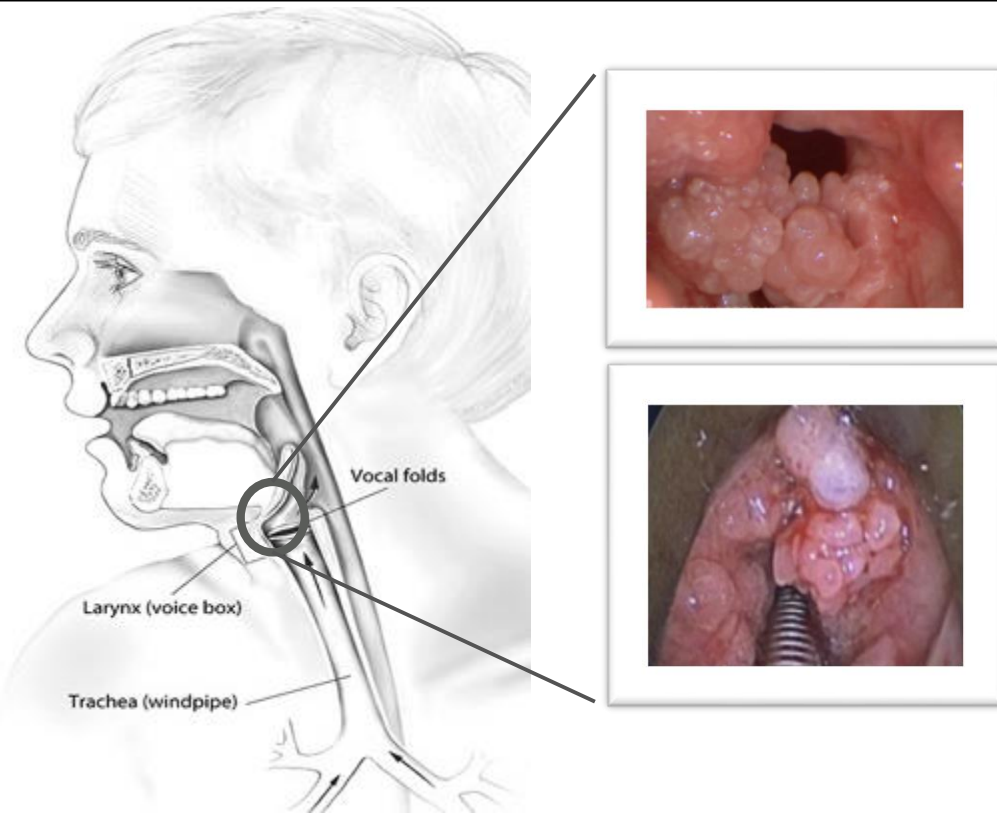 Vocal folds
Larynx (voice box)
Trachea (windpipe)